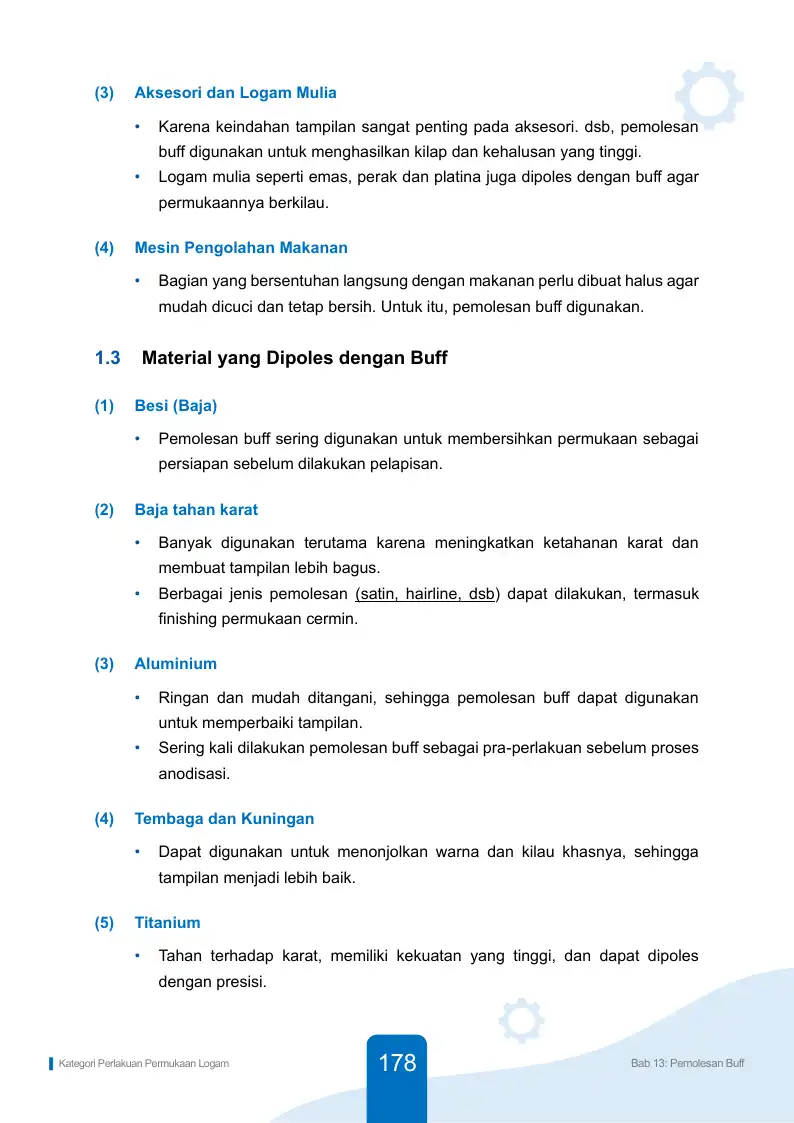 (3) Aksesori dan Logam Mulia
• Karena keindahan tampilan sangat penting pada aksesori. dsb, pemolesan
buff digunakan untuk menghasilkan kilap dan kehalusan yang tinggi.
• Logam mulia seperti emas, perak dan platina juga dipoles dengan buff agar
permukaannya berkilau.
(4) Mesin Pengolahan Makanan
• Bagian yang bersentuhan langsung dengan makanan perlu dibuat halus agar
mudah dicuci dan tetap bersih. Untuk itu, pemolesan buff digunakan.
1.3 Material yang Dipoles dengan Buff
(1) Besi (Baja)
• Pemolesan buff sering digunakan untuk membersihkan permukaan sebagai
persiapan sebelum dilakukan pelapisan.
(2) Baja tahan karat
• Banyak digunakan terutama karena meningkatkan ketahanan karat dan
membuat tampilan lebih bagus.
• Berbagai jenis pemolesan (satin, hairline, dsb) dapat dilakukan, termasuk
finishing permukaan cermin.
(3) Aluminium
• Ringan dan mudah ditangani, sehingga pemolesan buff dapat digunakan
untuk memperbaiki tampilan.
• Sering kali dilakukan pemolesan buff sebagai pra-perlakuan sebelum proses
anodisasi.
(4) Tembaga dan Kuningan
• Dapat digunakan untuk menonjolkan warna dan kilau khasnya, sehingga
tampilan menjadi lebih baik.
(5) Titanium
• Tahan terhadap karat, memiliki kekuatan yang tinggi, dan dapat dipoles
dengan presisi.
Kategori Perlakuan Permukaan Logam
178
Bab 13: Pemolesan Buff